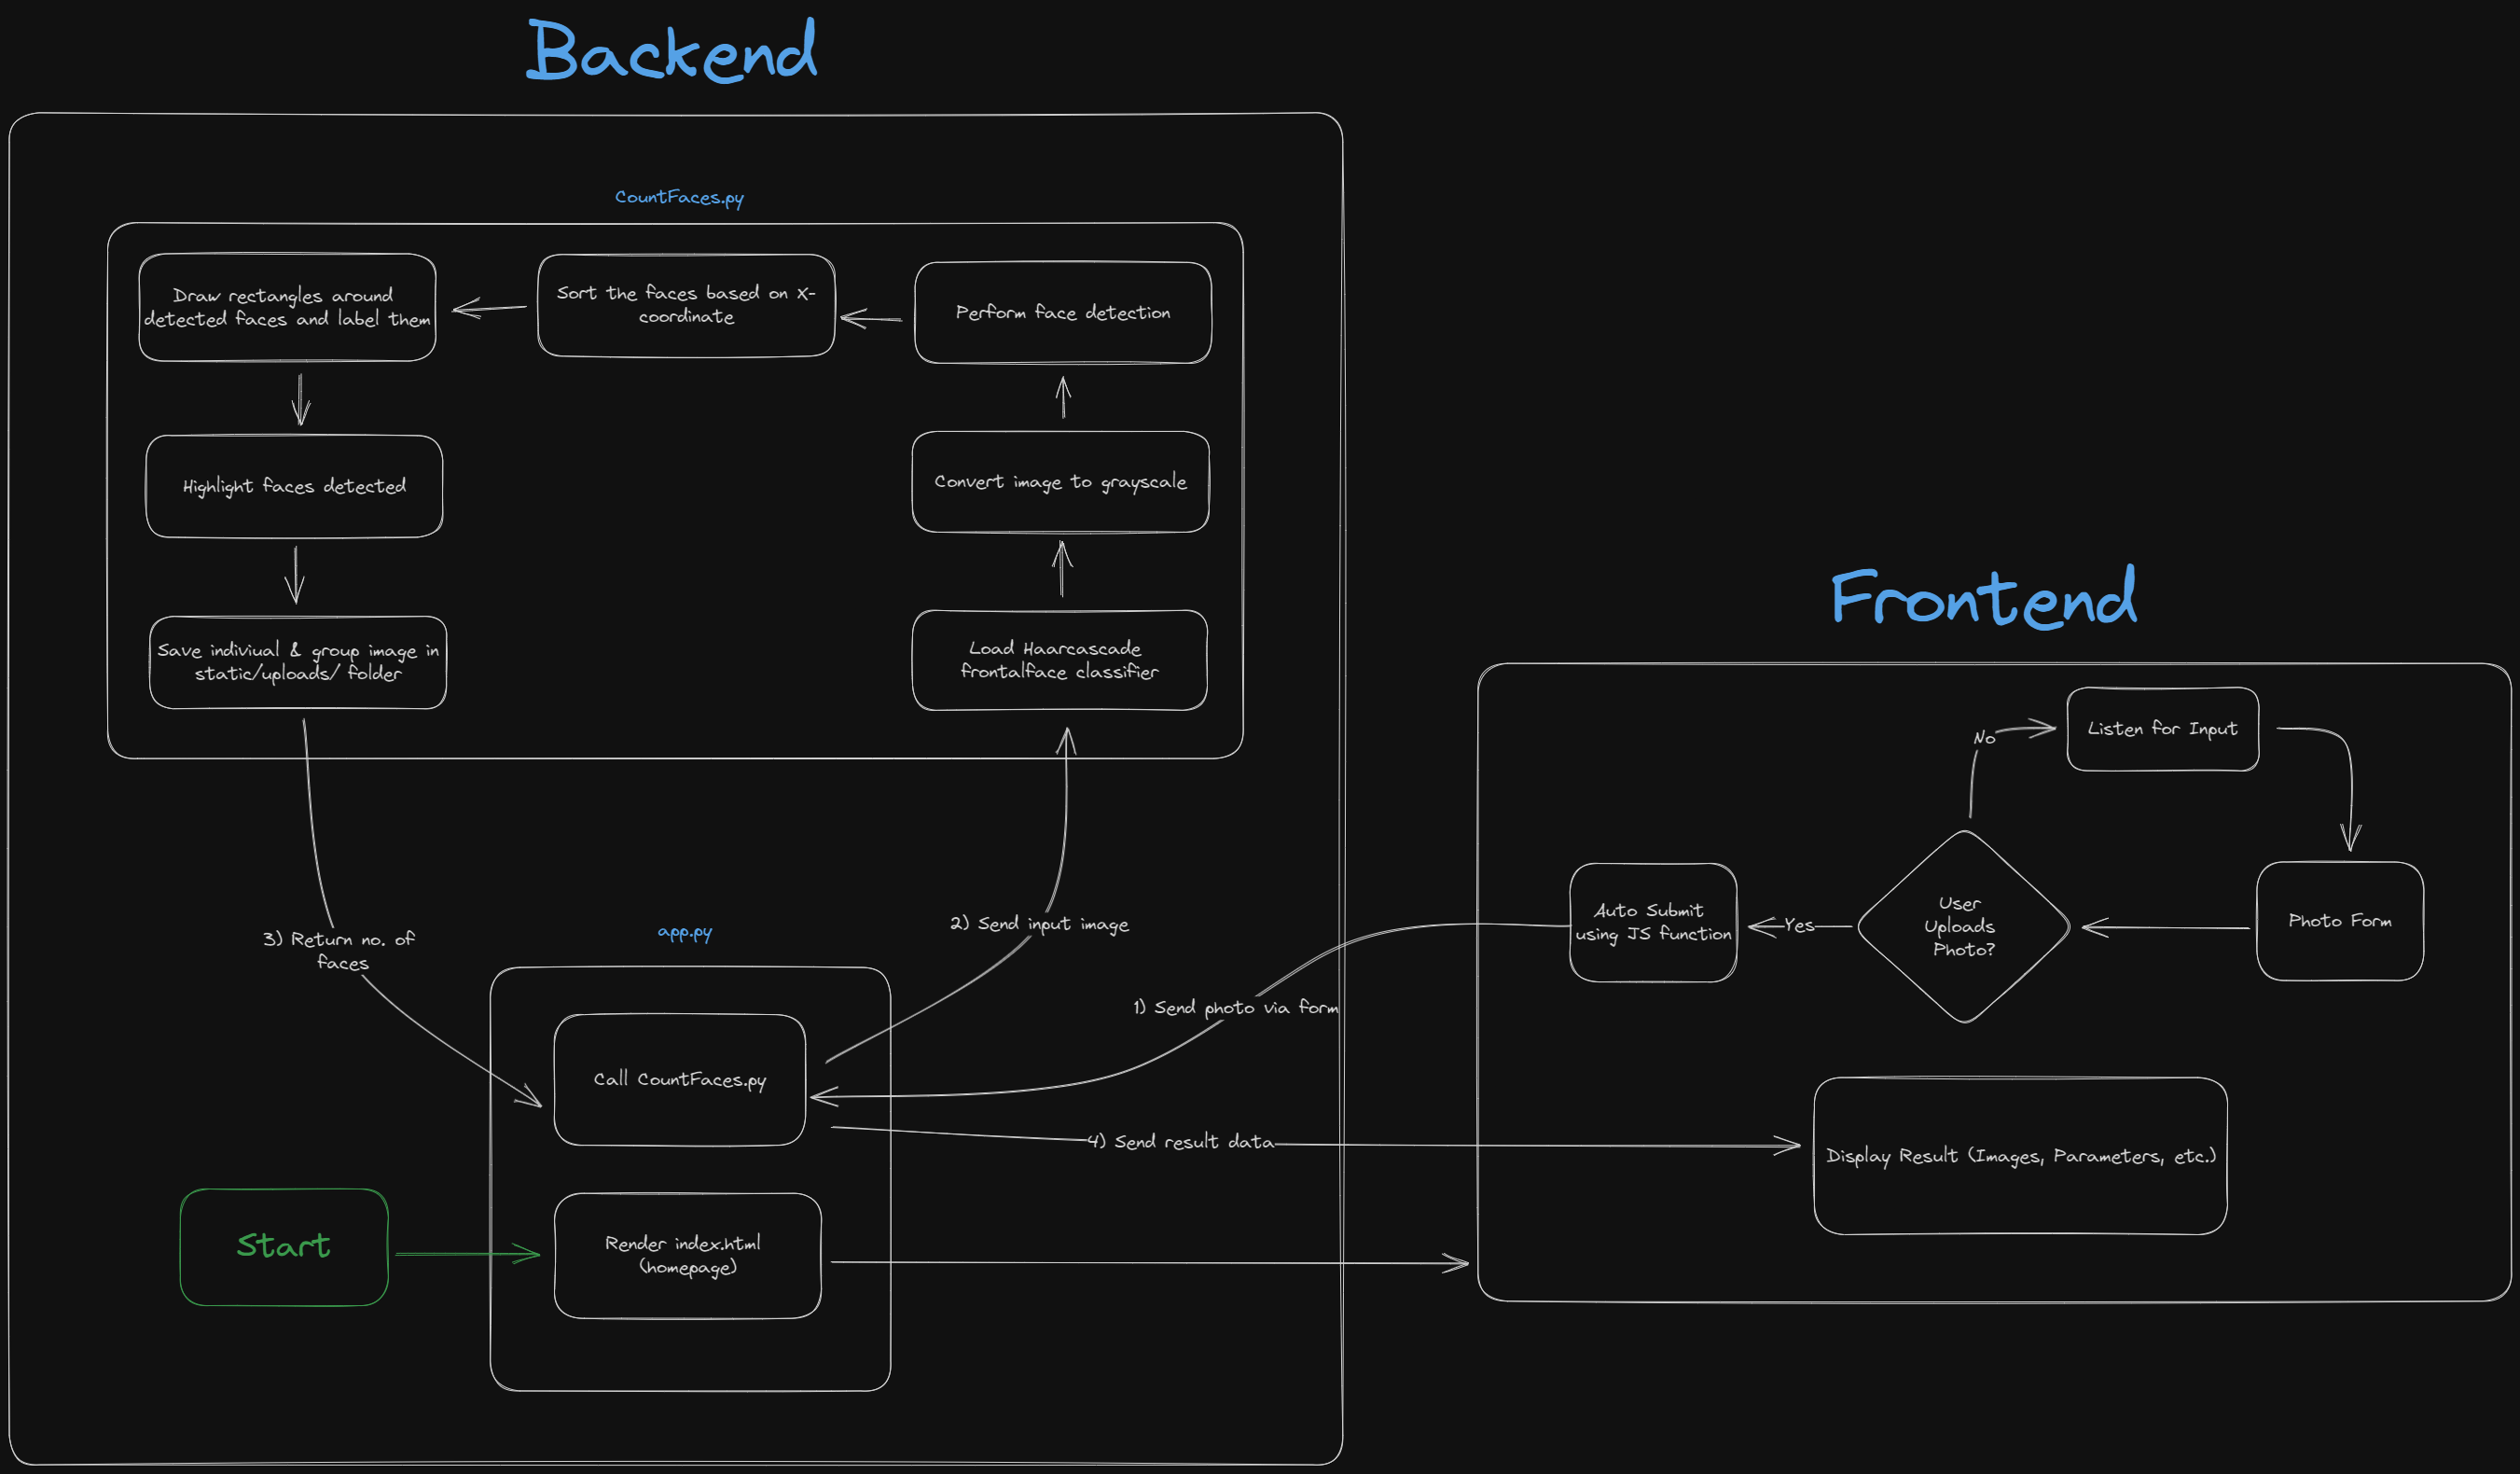 Backend
CountFaces.py
Draw rectangles around
detected faces and label them
Sort the faces based on X-
coordinate
Perform face detection
Highlight faces detected
Convert image to grayscale
Save indiviual & group image in
static/uploads/ folder
Load Haarcascade
frontalface classifier
3) Return no. of
faces
2) Send input image
app.py
Call CountFaces.py
1) Send photo via form
4) Send result data
Start
Render index.html
(homepage)
Frontend
No
Listen for Input
Auto Submit
using JS function
Yes
User
Uploads
Photo?
Photo Form
Display Result (Images, Parameters, etc.)